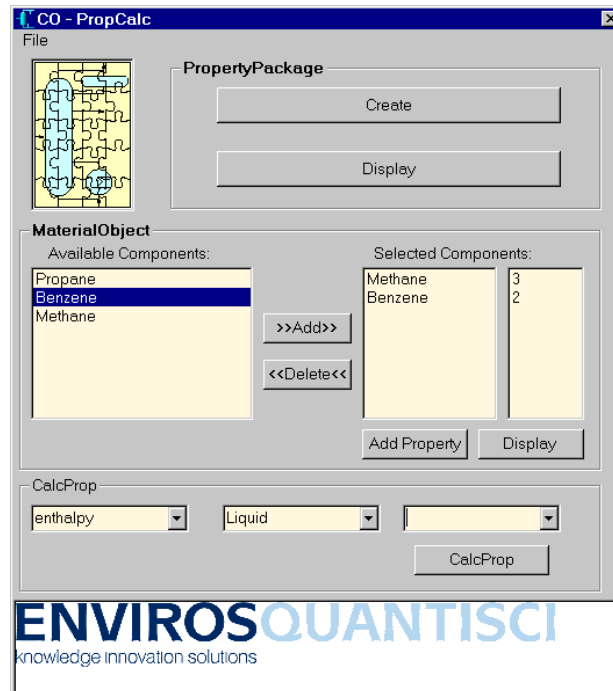 CO - PropCalc
File
PropertyPackage
Create
Display
MaterialObject
Available Components:
Selected Components:
Propane
Benzene
Methane
>>Add>>
<<Delete<<
Methane 3
Benzene 2
Add Property
Display
CalcProp
enthalpy
Liquid
CalcProp
ENVIROSQUANTISCI
knowledge innovation solutions